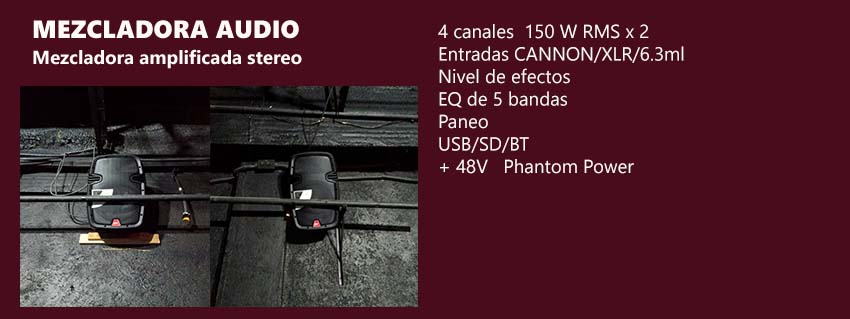 MEZCLADORA AUDIO
Mezcladora amplificada stereo
4 canales  150 W RMS x 2
Entradas CANNON/XLR/6.3ml
Nivel de efectos
EQ de 5 bandas
Paneo
USB/SD/BT
+ 48V   Phantom Power